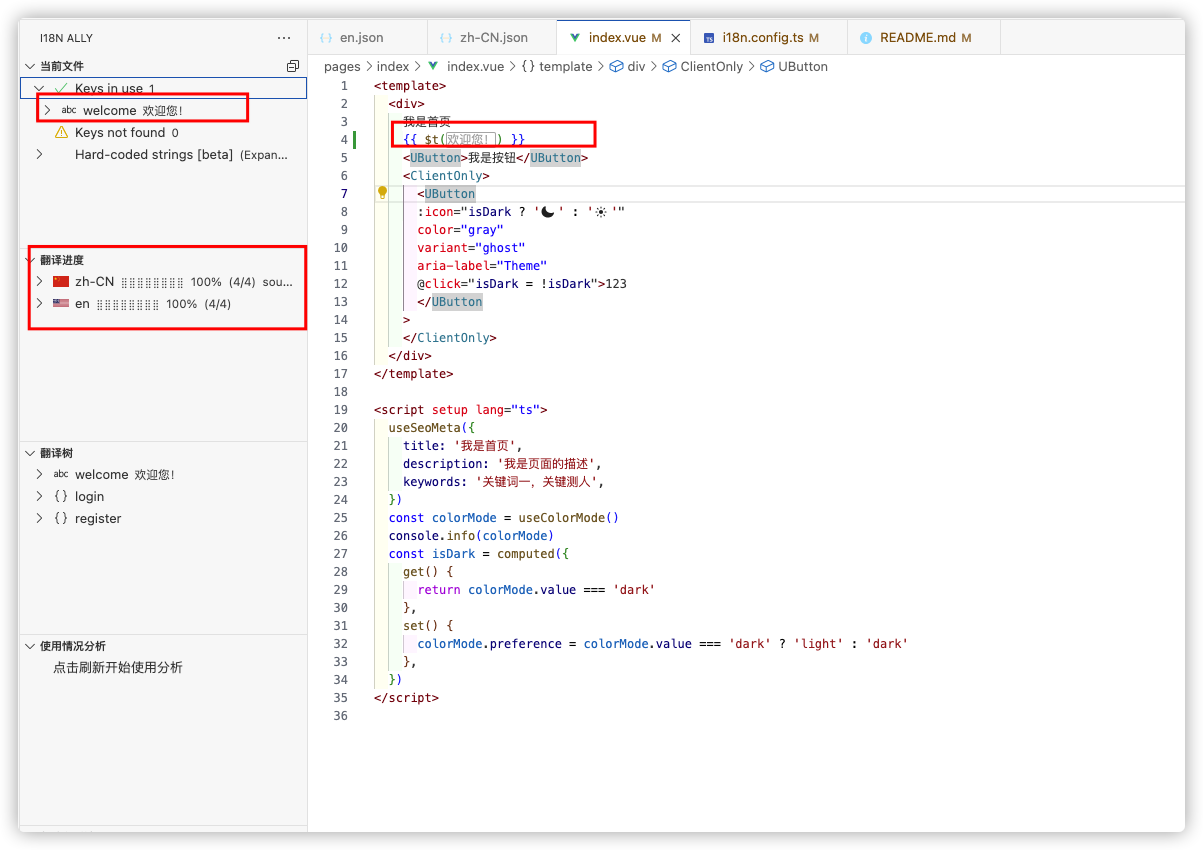 I18N ALLY ···
当前文件
Keys in use 1
abc welcome 欢迎您！
Keys not found 0
Hard-coded strings [beta] (Expan...
翻译进度
zh-CN ⣿⣿⣿⣿⣿⣿⣿⣿ 100% (4/4) sou...
en ⣿⣿⣿⣿⣿⣿⣿⣿ 100% (4/4)
翻译树
abc welcome 欢迎您！
{} login
{} register
使用情况分析
点击刷新开始使用分析
en.json zh-CN.json index.vue M i18n.config.ts M README.md M
pages > index > index.vue > {} template > div > ClientOnly > UButton
1 <template>
2 <div>
3 我是首页
4 {{ $t(欢迎您！) }}
5 <UButton>我是按钮</UButton>
6 <ClientOnly>
7 <UButton
8 :icon="isDark ? '🌙' : '☀'"
9 color="gray"
10 variant="ghost"
11 aria-label="Theme"
12 @click="isDark = !isDark">123
13 </UButton
14 >
15 </ClientOnly>
16 </div>
17 </template>
18
19 <script setup lang="ts">
20 useSeoMeta({
21 title: '我是首页',
22 description: '我是页面的描述',
23 keywords: '关键词一，关键测人',
24 })
25 const colorMode = useColorMode()
26 console.info(colorMode)
27 const isDark = computed({
28 get() {
29 return colorMode.value === 'dark'
30 },
31 set() {
32 colorMode.preference = colorMode.value === 'dark' ? 'light' : 'dark'
33 },
34 })
35 </script>
36